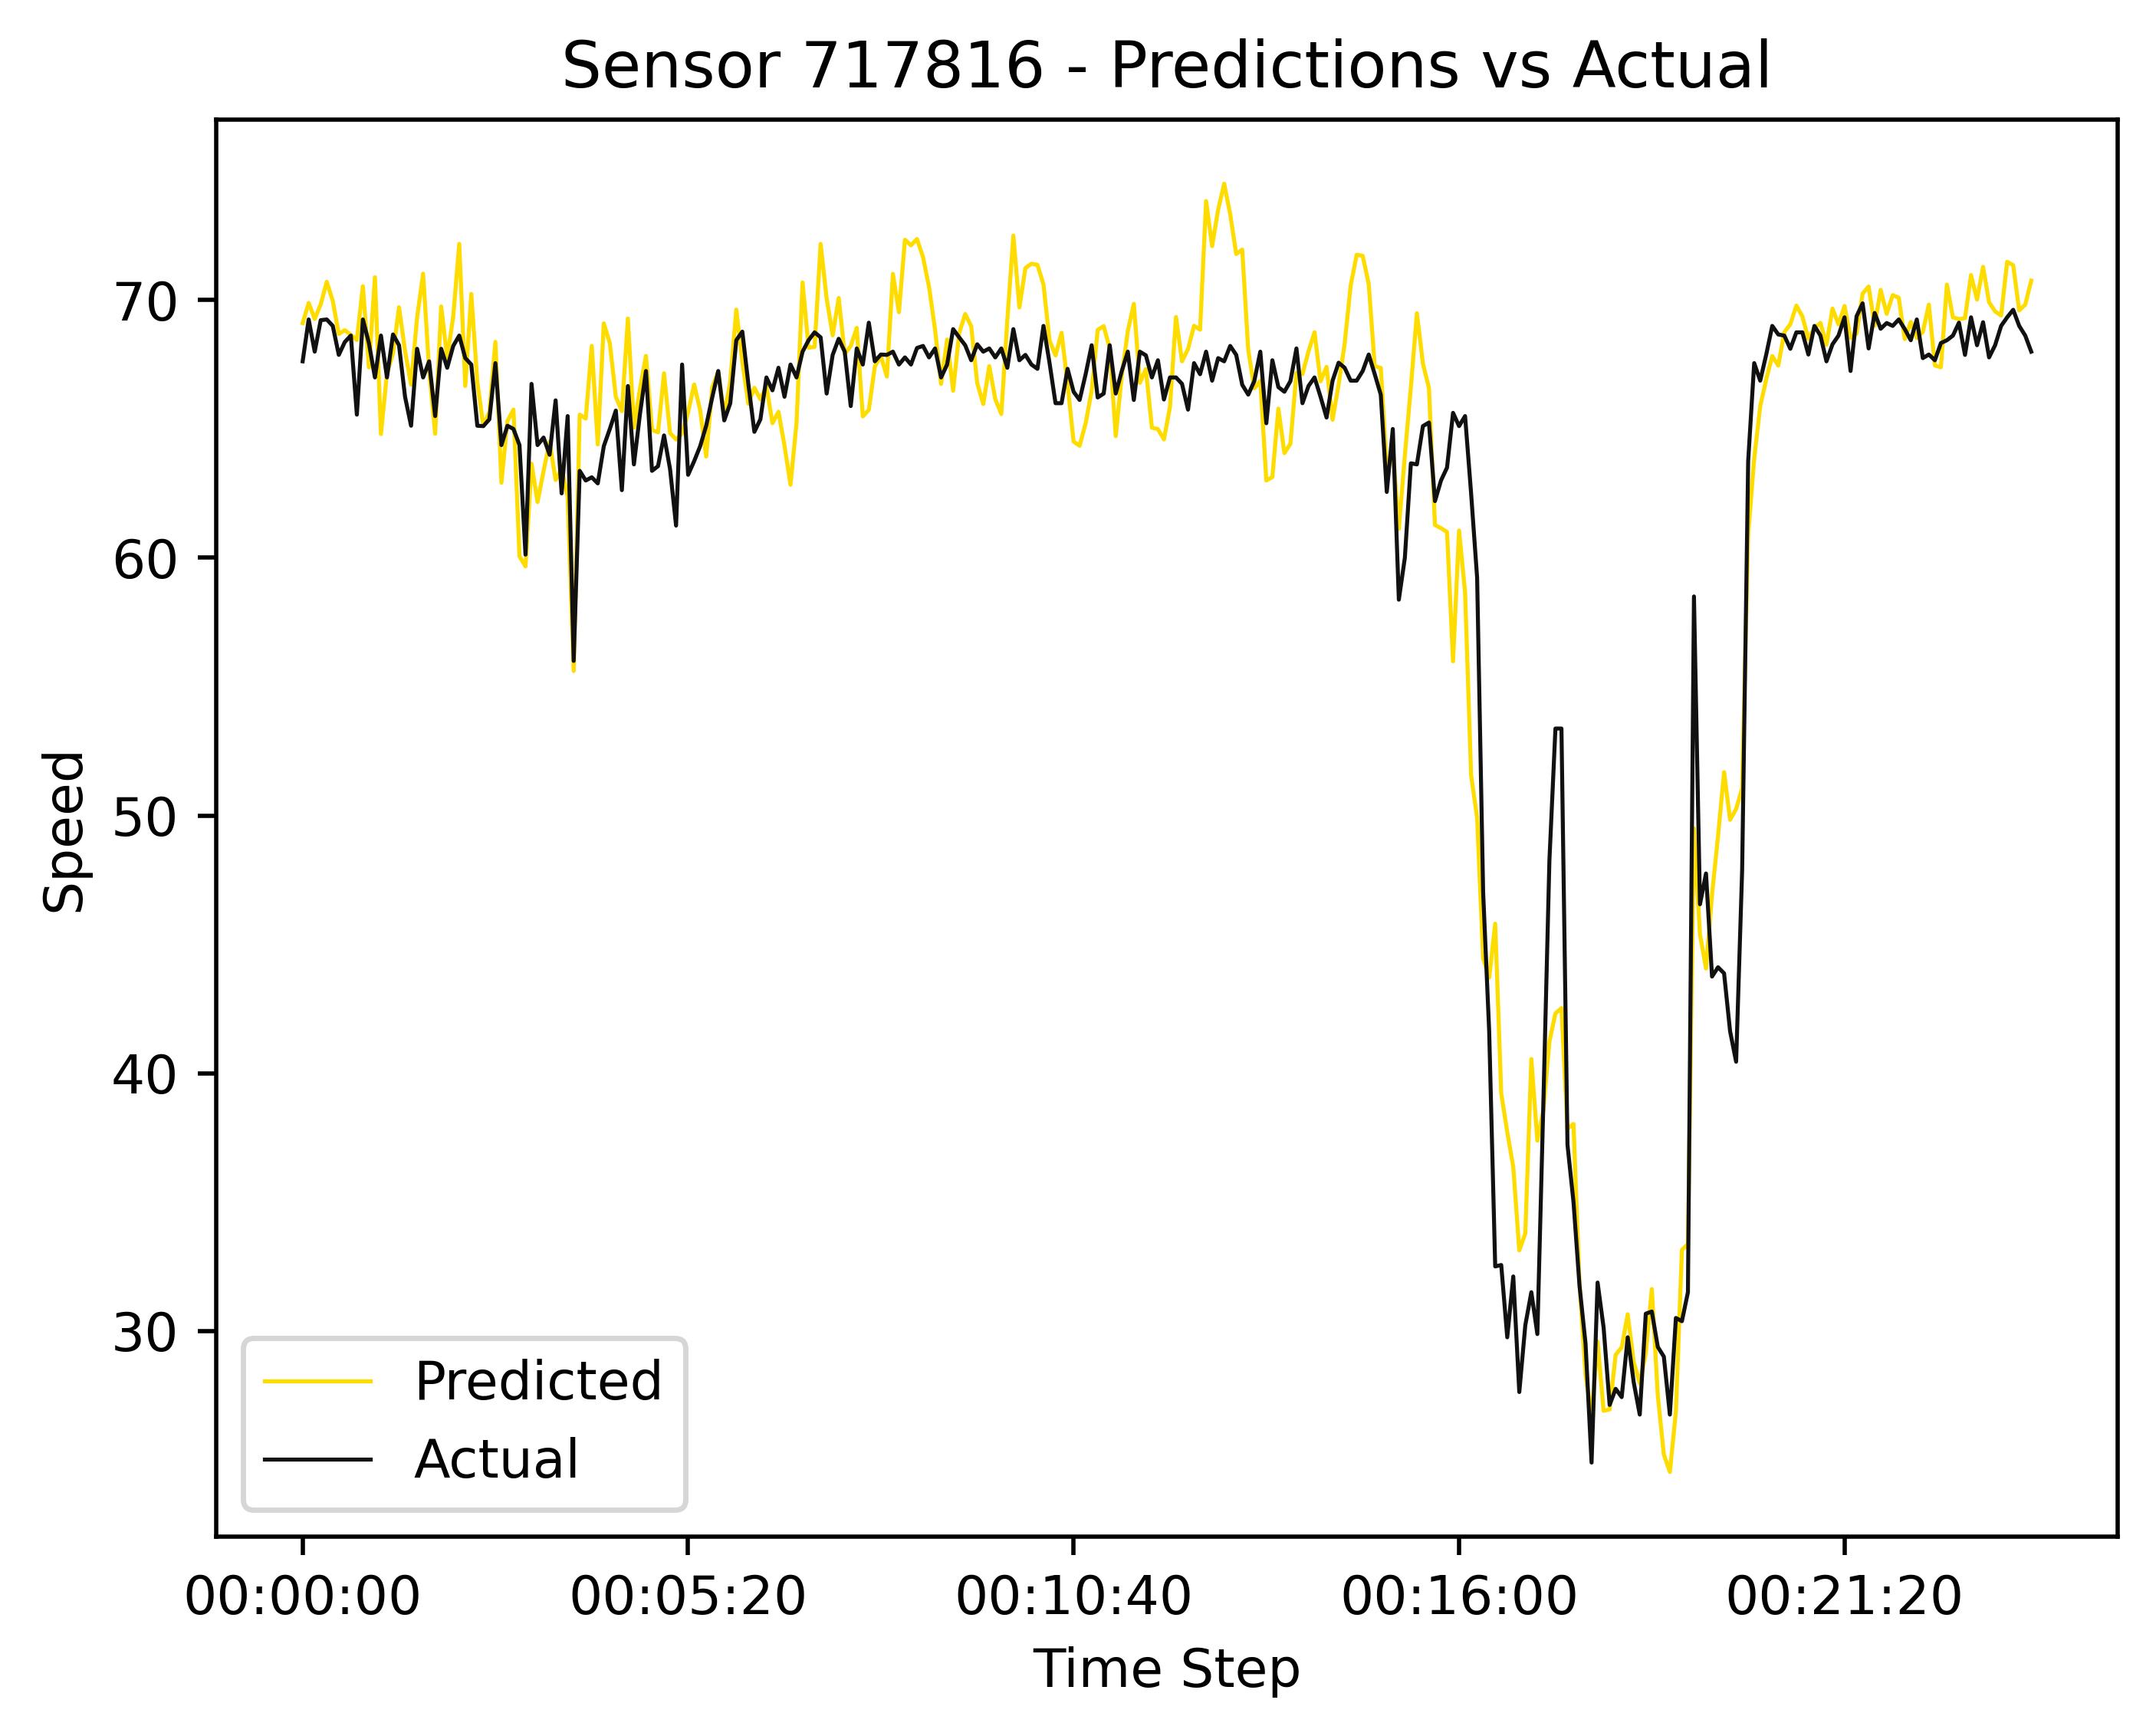 Sensor 717816 - Predictions vs Actual
70
60
50
40
30
Speed
Predicted
Actual
00:00:00 00:05:20 00:10:40 00:16:00 00:21:20
Time Step